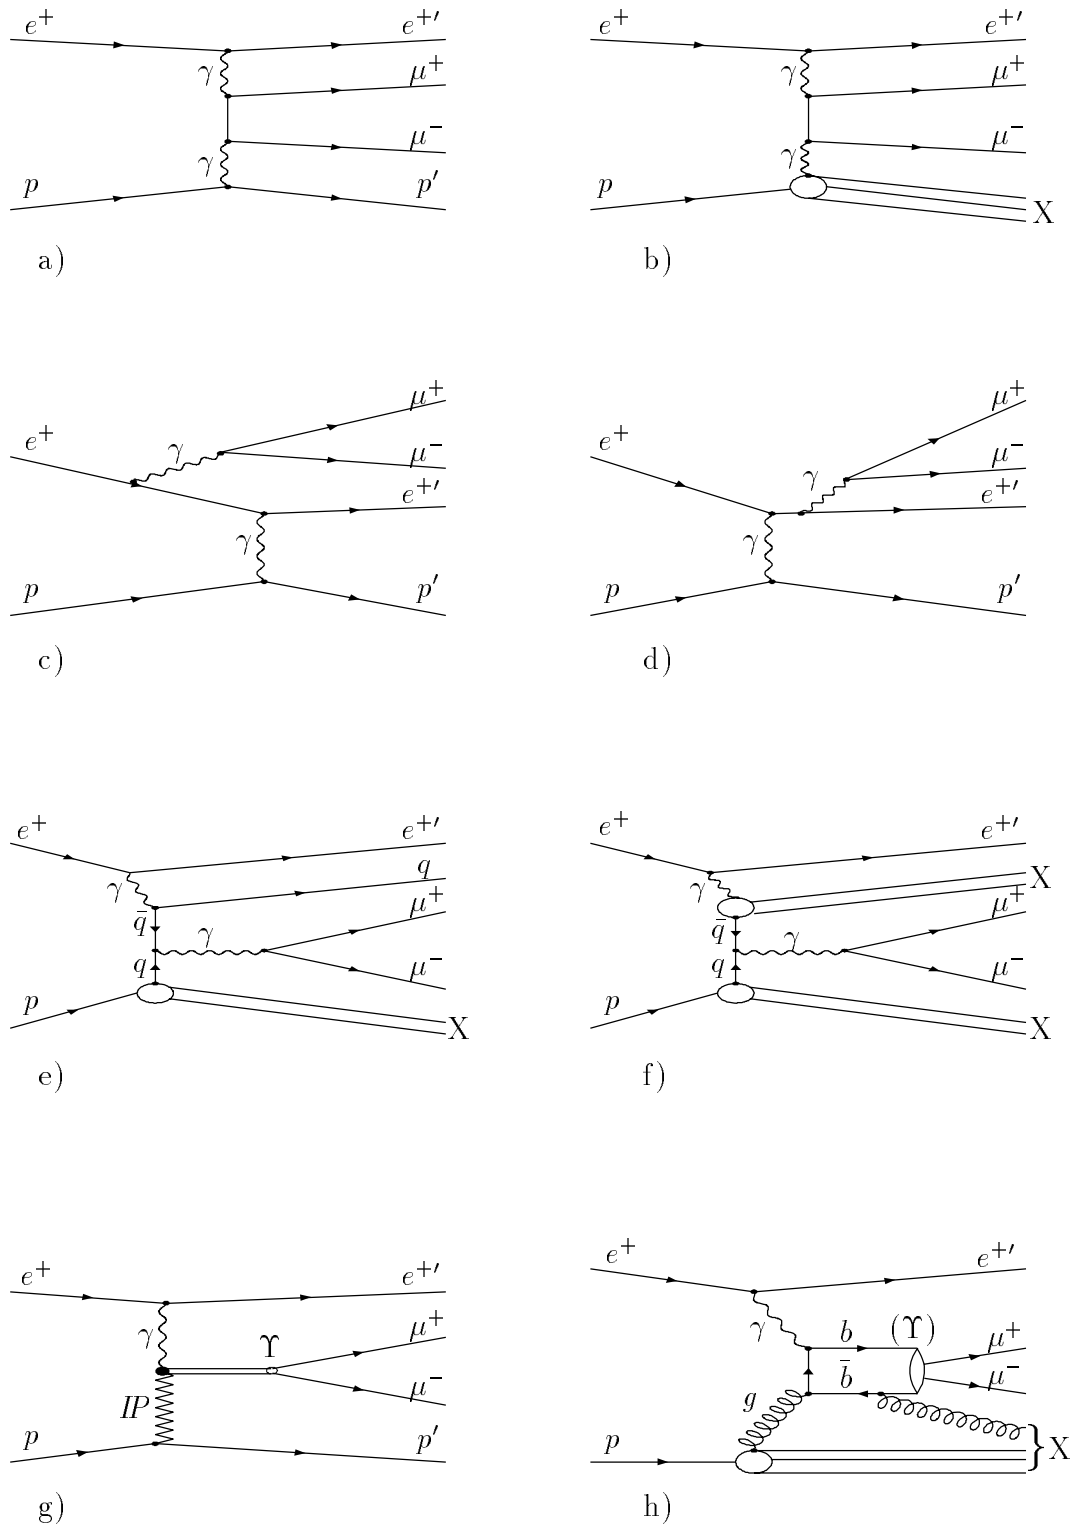 e⁺ e⁺′ e⁺ e⁺′
γ μ⁺ γ μ⁺
γ μ⁻ γ μ⁻
p p′ p X
a) b)
μ⁺ μ⁺
e⁺ γ μ⁻ e⁺ γ μ⁻
e⁺′ e⁺′
γ γ
p p′ p p′
c) d)
e⁺ e⁺′ e⁺ e⁺′
γ q γ X
q̄ γ μ⁺ q̄ γ μ⁺
q μ⁻ q μ⁻
p X p X
e) f)
e⁺ e⁺′ e⁺ e⁺′
γ ϒ μ⁺ γ b (ϒ) μ⁺
μ⁻ b̄ μ⁻
IP g
p p′ p X
g) h)